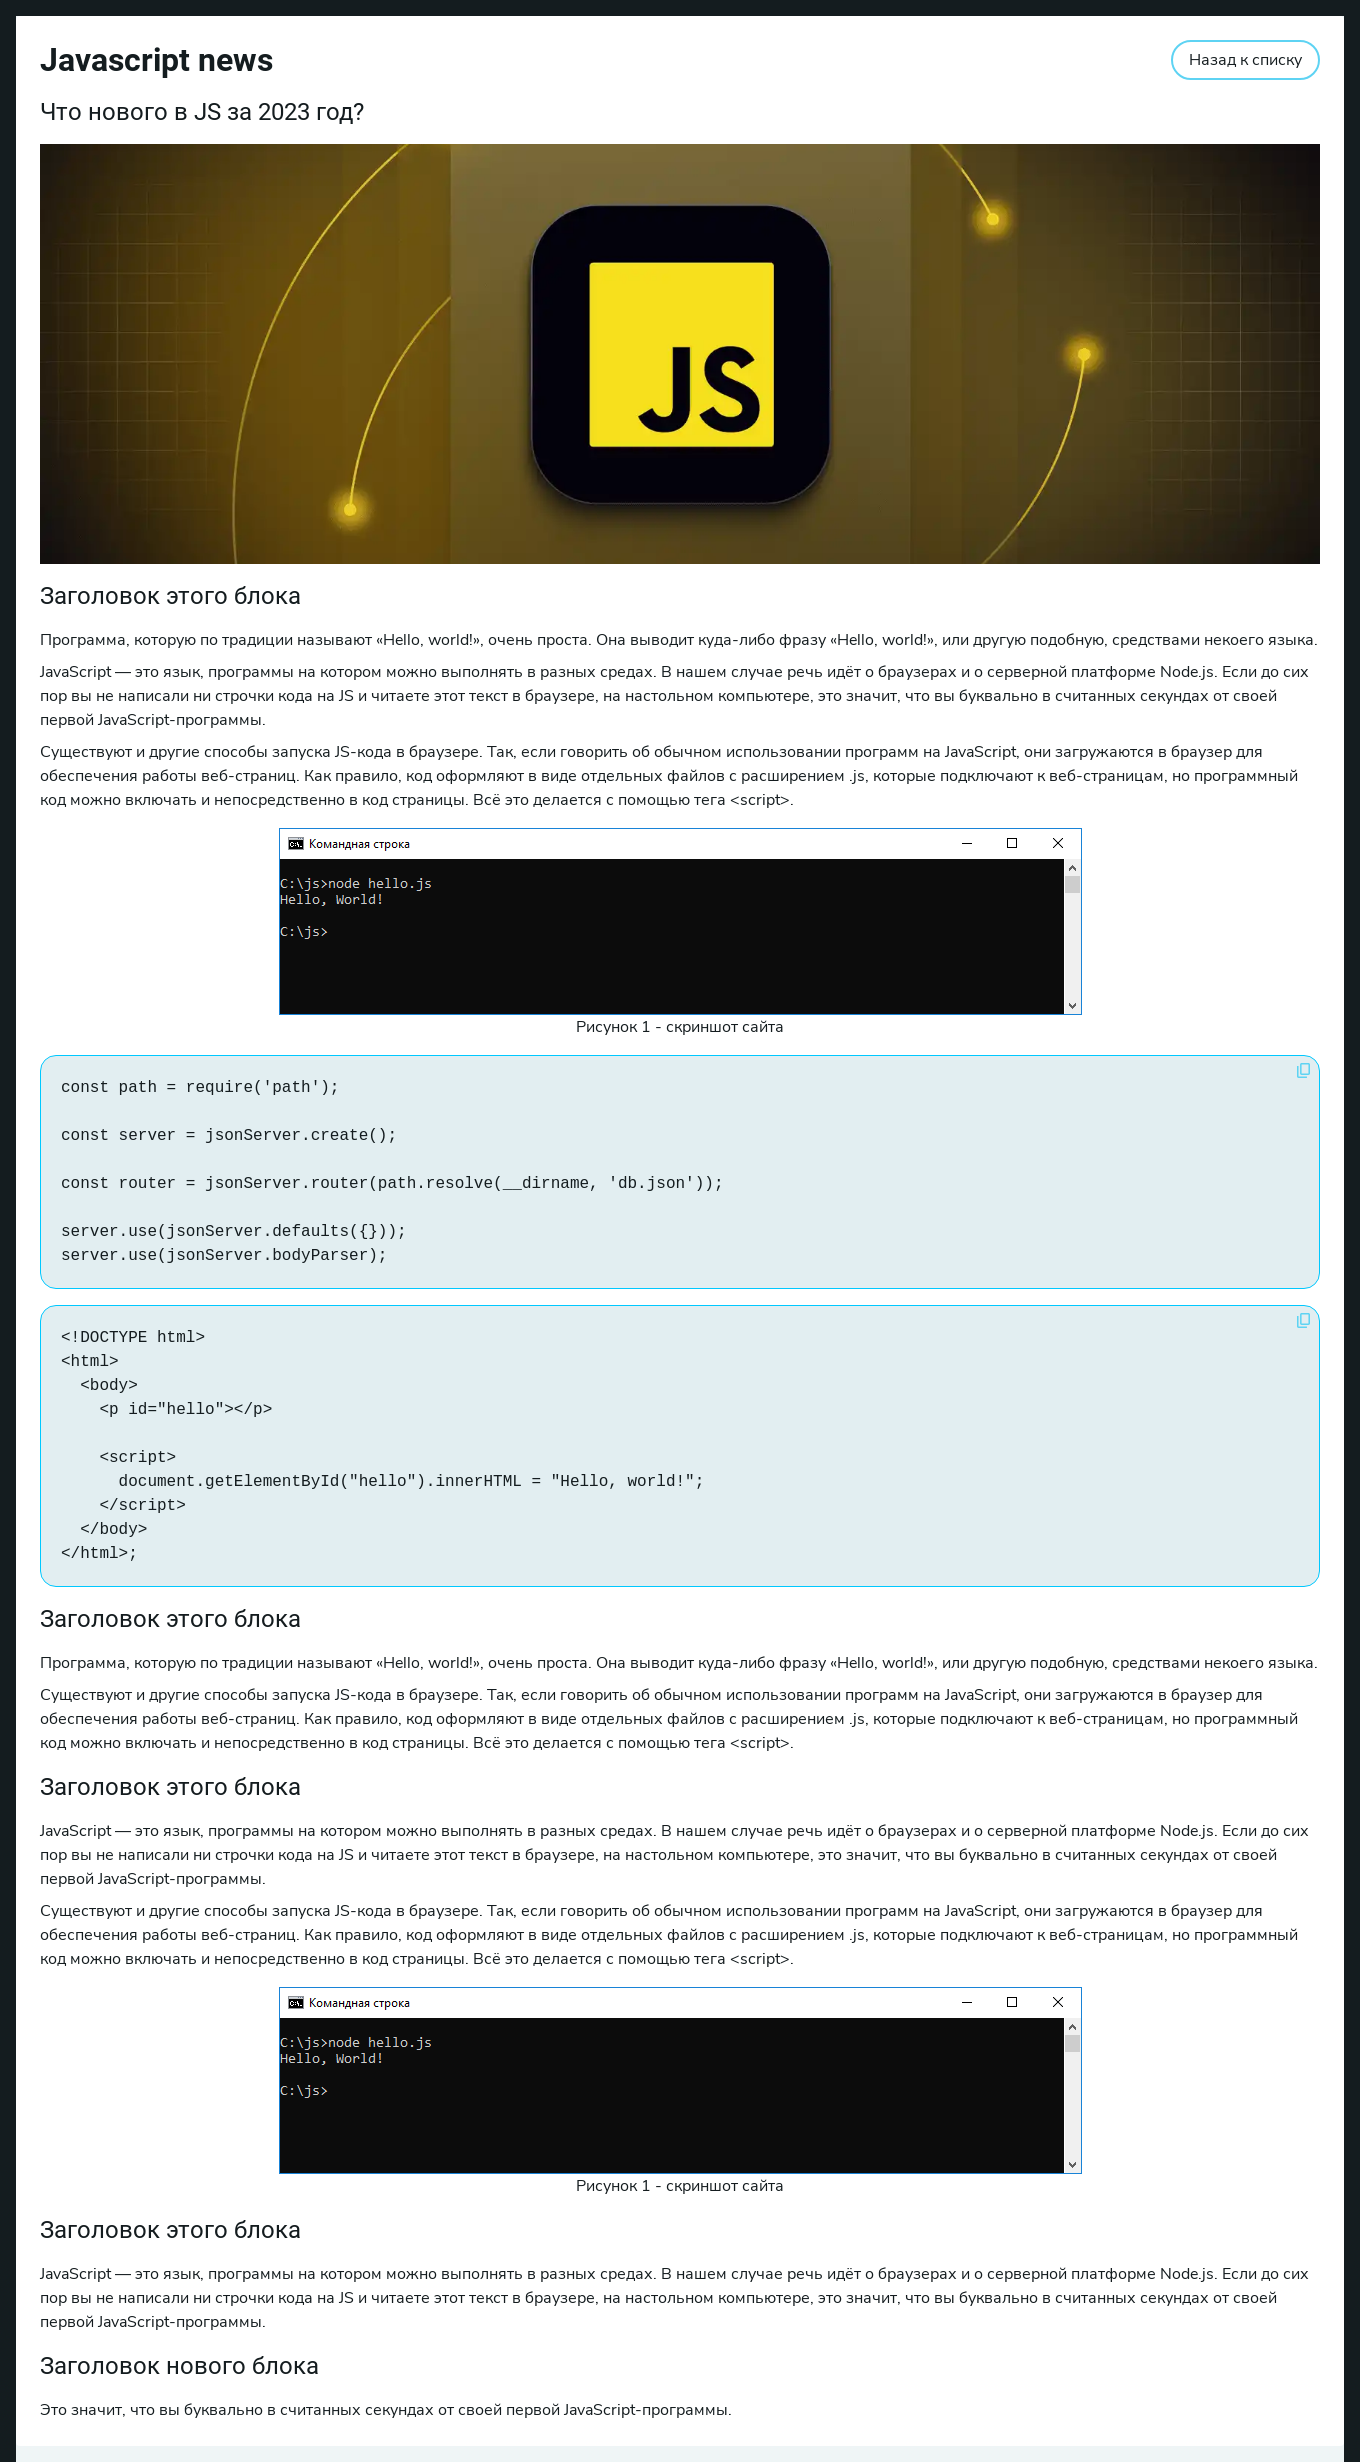 Javascript news
Назад к списку
Что нового в JS за 2023 год?
JS
Заголовок этого блока
Программа, которую по традиции называют «Hello, world!», очень проста. Она выводит куда-либо фразу «Hello, world!», или другую подобную, средствами некоего языка.
JavaScript — это язык, программы на котором можно выполнять в разных средах. В нашем случае речь идёт о браузерах и о серверной платформе Node.js. Если до сих
пор вы не написали ни строчки кода на JS и читаете этот текст в браузере, на настольном компьютере, это значит, что вы буквально в считанных секундах от своей
первой JavaScript-программы.
Существуют и другие способы запуска JS-кода в браузере. Так, если говорить об обычном использовании программ на JavaScript, они загружаются в браузер для
обеспечения работы веб-страниц. Как правило, код оформляют в виде отдельных файлов с расширением .js, которые подключают к веб-страницам, но программный
код можно включать и непосредственно в код страницы. Всё это делается с помощью тега <script>.
Командная строка
C:\js>node hello.js
Hello, World!
C:\js>
Рисунок 1 - скриншот сайта
const path = require('path');
const server = jsonServer.create();
const router = jsonServer.router(path.resolve(__dirname, 'db.json'));
server.use(jsonServer.defaults({}));
server.use(jsonServer.bodyParser);
<!DOCTYPE html>
<html>
  <body>
    <p id="hello"></p>
    <script>
      document.getElementById("hello").innerHTML = "Hello, world!";
    </script>
  </body>
</html>;
Заголовок этого блока
Программа, которую по традиции называют «Hello, world!», очень проста. Она выводит куда-либо фразу «Hello, world!», или другую подобную, средствами некоего языка.
Существуют и другие способы запуска JS-кода в браузере. Так, если говорить об обычном использовании программ на JavaScript, они загружаются в браузер для
обеспечения работы веб-страниц. Как правило, код оформляют в виде отдельных файлов с расширением .js, которые подключают к веб-страницам, но программный
код можно включать и непосредственно в код страницы. Всё это делается с помощью тега <script>.
Заголовок этого блока
JavaScript — это язык, программы на котором можно выполнять в разных средах. В нашем случае речь идёт о браузерах и о серверной платформе Node.js. Если до сих
пор вы не написали ни строчки кода на JS и читаете этот текст в браузере, на настольном компьютере, это значит, что вы буквально в считанных секундах от своей
первой JavaScript-программы.
Существуют и другие способы запуска JS-кода в браузере. Так, если говорить об обычном использовании программ на JavaScript, они загружаются в браузер для
обеспечения работы веб-страниц. Как правило, код оформляют в виде отдельных файлов с расширением .js, которые подключают к веб-страницам, но программный
код можно включать и непосредственно в код страницы. Всё это делается с помощью тега <script>.
Командная строка
C:\js>node hello.js
Hello, World!
C:\js>
Рисунок 1 - скриншот сайта
Заголовок этого блока
JavaScript — это язык, программы на котором можно выполнять в разных средах. В нашем случае речь идёт о браузерах и о серверной платформе Node.js. Если до сих
пор вы не написали ни строчки кода на JS и читаете этот текст в браузере, на настольном компьютере, это значит, что вы буквально в считанных секундах от своей
первой JavaScript-программы.
Заголовок нового блока
Это значит, что вы буквально в считанных секундах от своей первой JavaScript-программы.